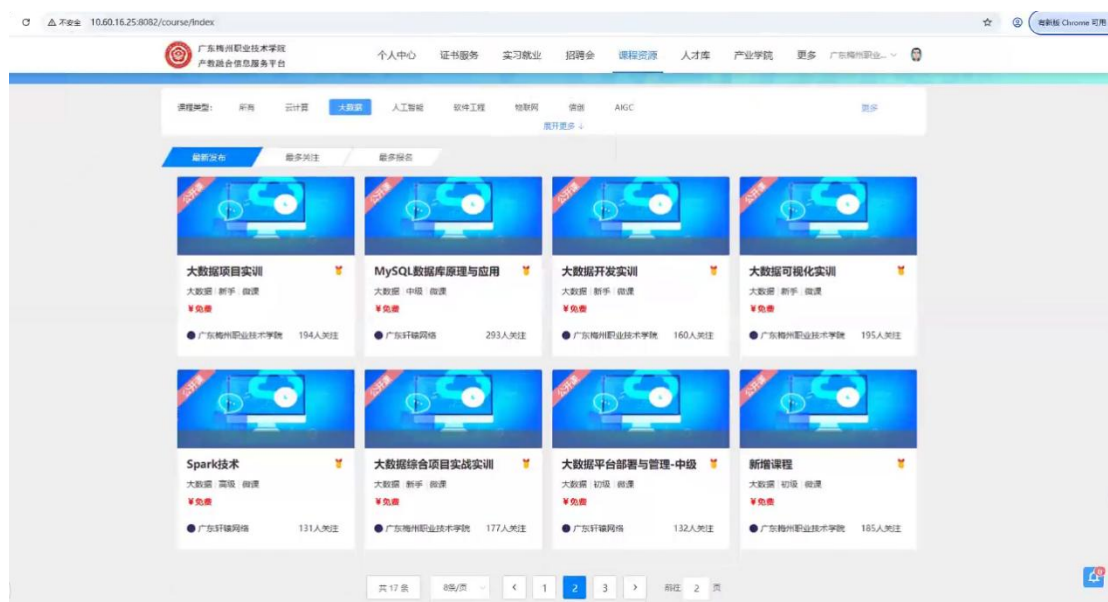 不安全 10.60.16.25:8082/course/index
有新版 Chrome 可用
广东梅州职业技术学院
产教融合信息服务平台
个人中心 证书服务 实习就业 招聘会 课程资源 人才库 产业学院 更多 广东梅州职业...
课程类型: 所有 云计算 大数据 人工智能 软件工程 物联网 信创 AIGC 更多
展开更多 ↓
最新发布 最多关注 最多报名
公开课 公开课 公开课 公开课
大数据项目实训 MySQL数据库原理与应用 大数据开发实训 大数据可视化实训
大数据 新手 微课 大数据 中级 微课 大数据 新手 微课 大数据 新手 微课
¥免费 ¥免费 ¥免费 ¥免费
广东梅州职业技术学院 194人关注 广东轩辕网络 293人关注 广东梅州职业技术学院 160人关注 广东梅州职业技术学院 195人关注
公开课 公开课 公开课 公开课
Spark技术 大数据综合项目实战实训 大数据平台部署与管理-中级 新增课程
大数据 高级 微课 大数据 新手 微课 大数据 初级 微课 大数据 初级 微课
¥免费 ¥免费 ¥免费 ¥免费
广东轩辕网络 131人关注 广东梅州职业技术学院 177人关注 广东轩辕网络 132人关注 广东梅州职业技术学院 185人关注
共 17 条 8条/页 < 1 2 3 > 前往 2 页